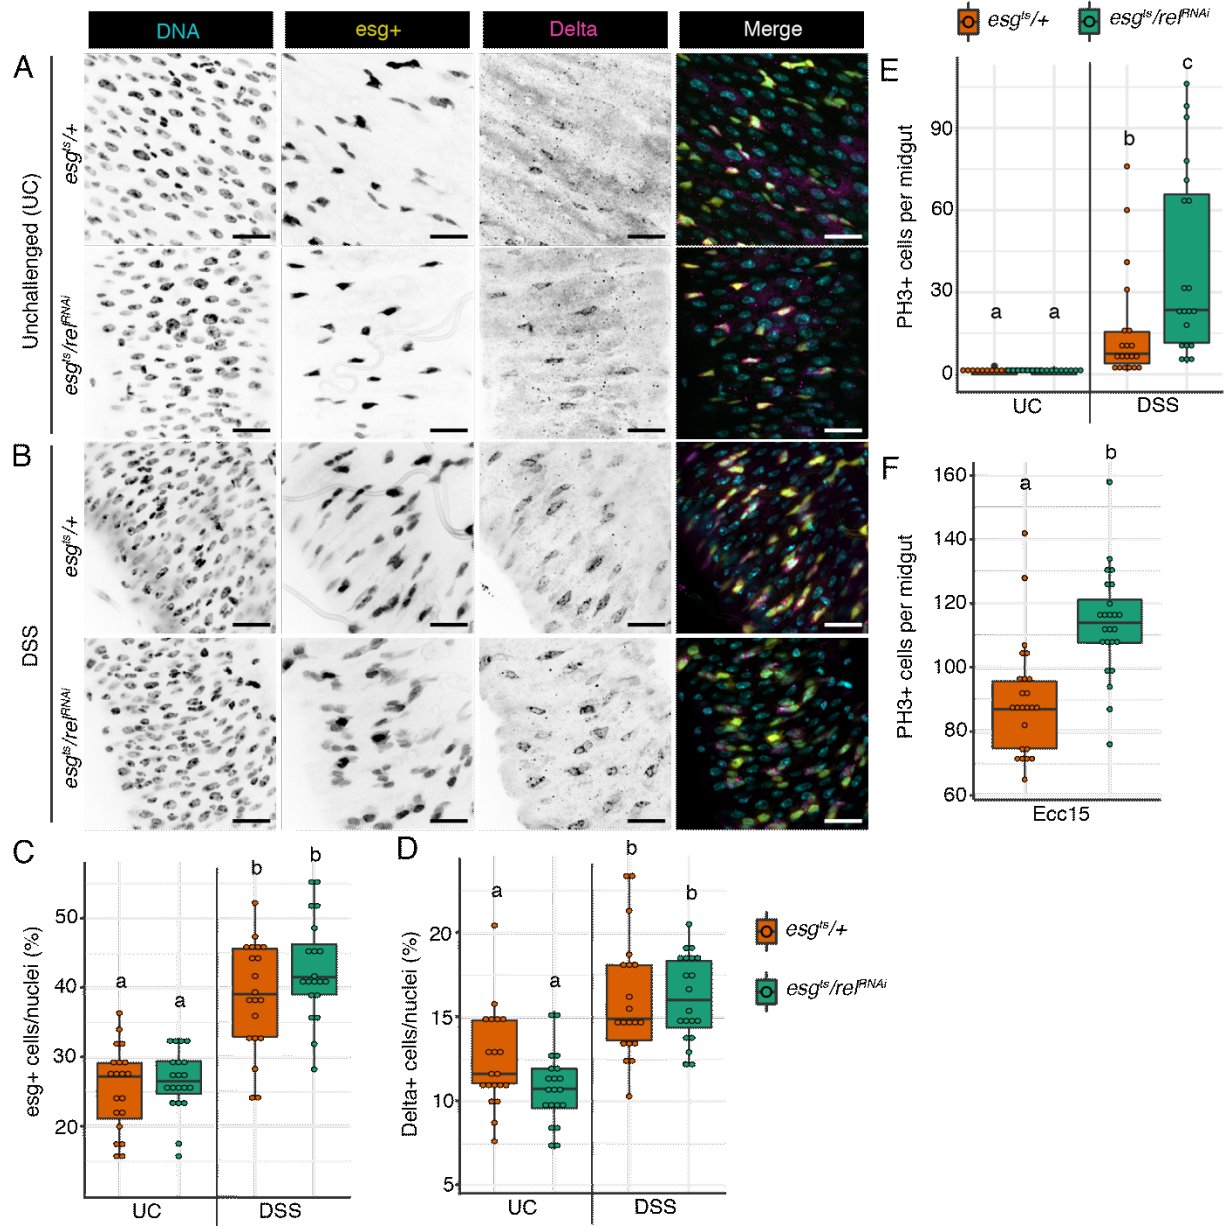 DNA
esg+
Delta
Merge
A
Unchallenged (UC)
esgts/+
esgts/relRNAi
B
DSS
esgts/+
esgts/relRNAi
C
esg+ cells/nuclei (%)
50
40
30
20
a
a
b
b
UC
DSS
D
Delta+ cells/nuclei (%)
20
15
10
5
a
a
b
b
UC
DSS
esgts/+
esgts/relRNAi
esgts/+
esgts/relRNAi
E
PH3+ cells per midgut
90
60
30
0
a
a
b
c
UC
DSS
F
PH3+ cells per midgut
160
140
120
100
80
60
a
b
Ecc15